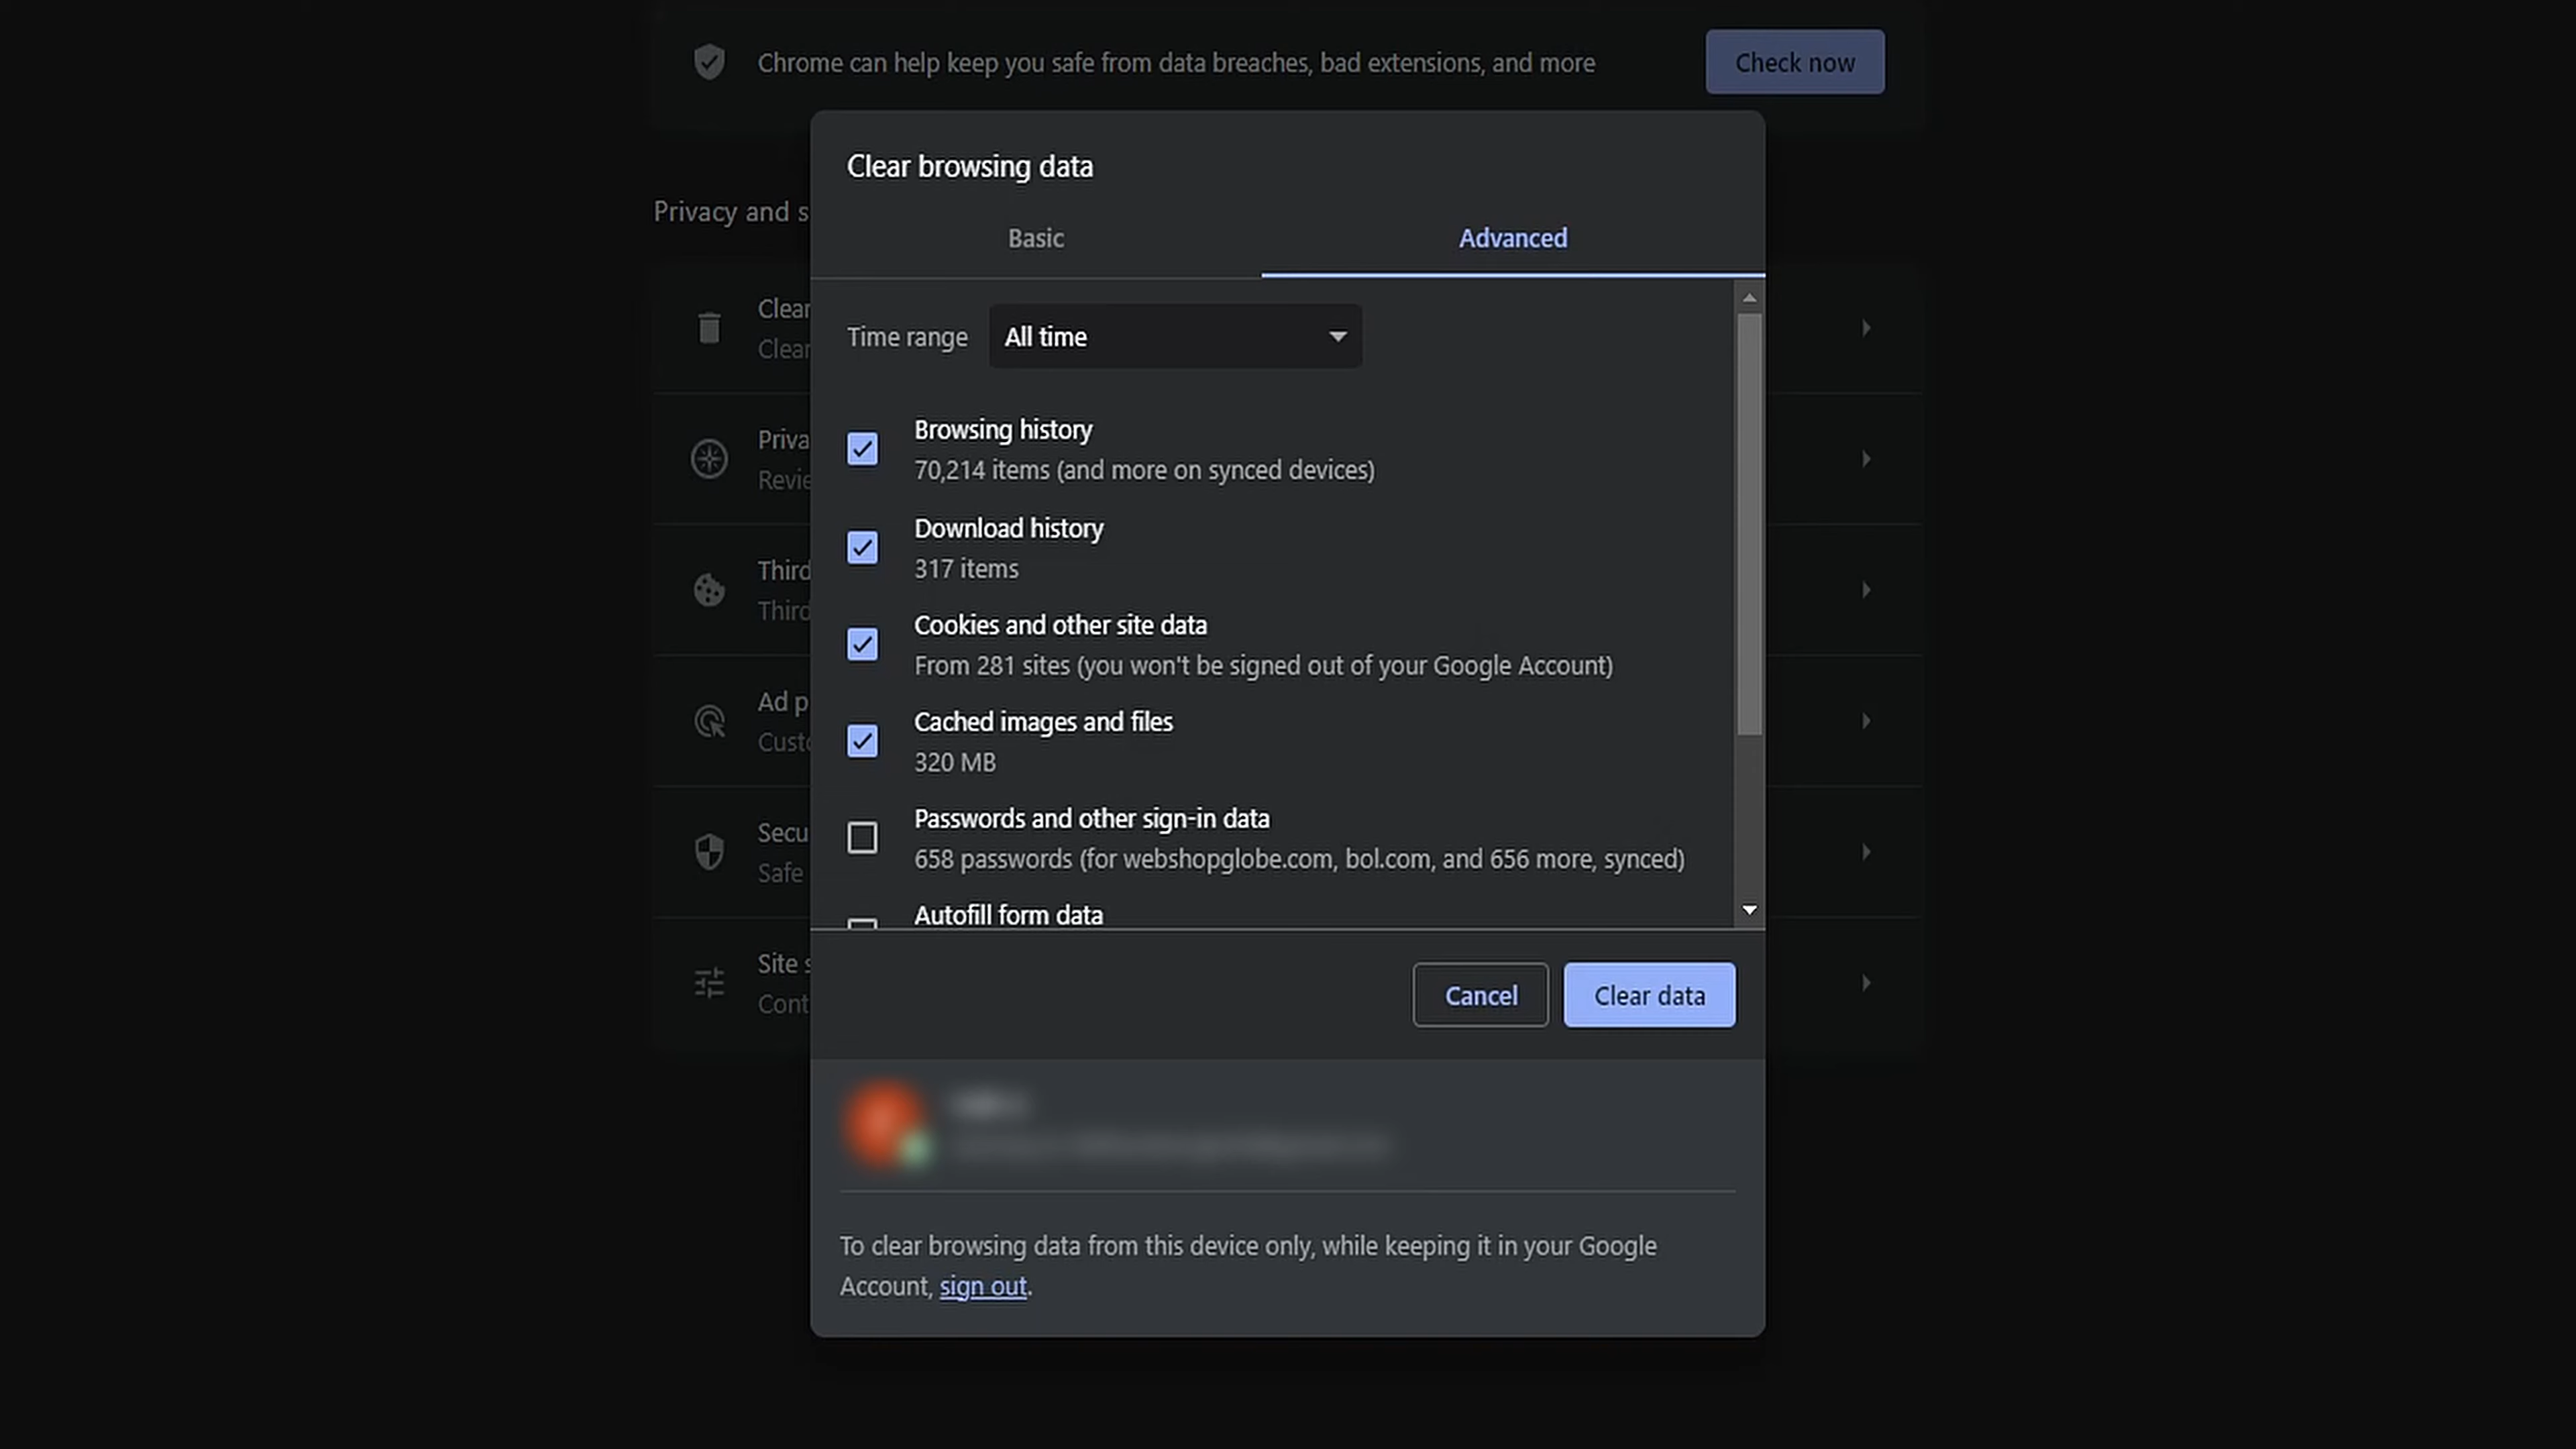 Chrome can help keep you safe from data breaches, bad extensions, and more
Check now
Privacy and s
Clear
Clear
Priva
Revie
Third
Third
Ad p
Custo
Secu
Safe
Site s
Cont
Clear browsing data
Basic
Advanced
Time range
All time
Browsing history
70,214 items (and more on synced devices)
Download history
317 items
Cookies and other site data
From 281 sites (you won't be signed out of your Google Account)
Cached images and files
320 MB
Passwords and other sign-in data
658 passwords (for webshopglobe.com, bol.com, and 656 more, synced)
Autofill form data
Cancel
Clear data
To clear browsing data from this device only, while keeping it in your Google
Account, sign out.